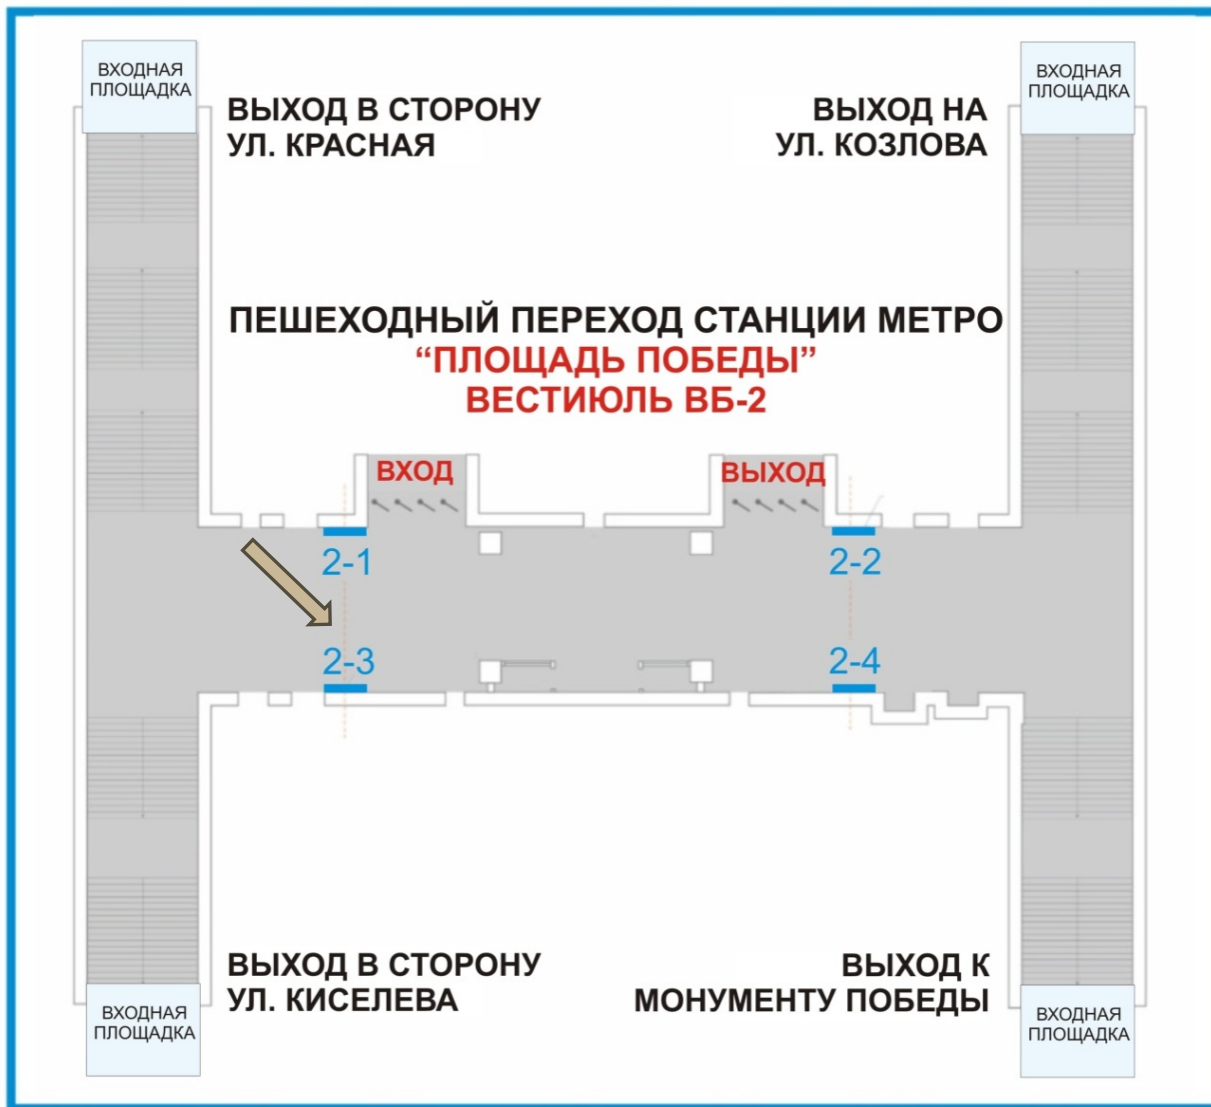 ВХОДНАЯ
ПЛОЩАДКА
ВХОДНАЯ
ПЛОЩАДКА
ВЫХОД В СТОРОНУ
УЛ. КРАСНАЯ
ВЫХОД НА
УЛ. КОЗЛОВА
ПЕШЕХОДНЫЙ ПЕРЕХОД СТАНЦИИ МЕТРО
“ПЛОЩАДЬ ПОБЕДЫ”
ВЕСТИЮЛЬ ВБ-2
ВХОД
ВЫХОД
2-1
2-2
2-3
2-4
ВЫХОД В СТОРОНУ
УЛ. КИСЕЛЕВА
ВЫХОД К
МОНУМЕНТУ ПОБЕДЫ
ВХОДНАЯ
ПЛОЩАДКА
ВХОДНАЯ
ПЛОЩАДКА